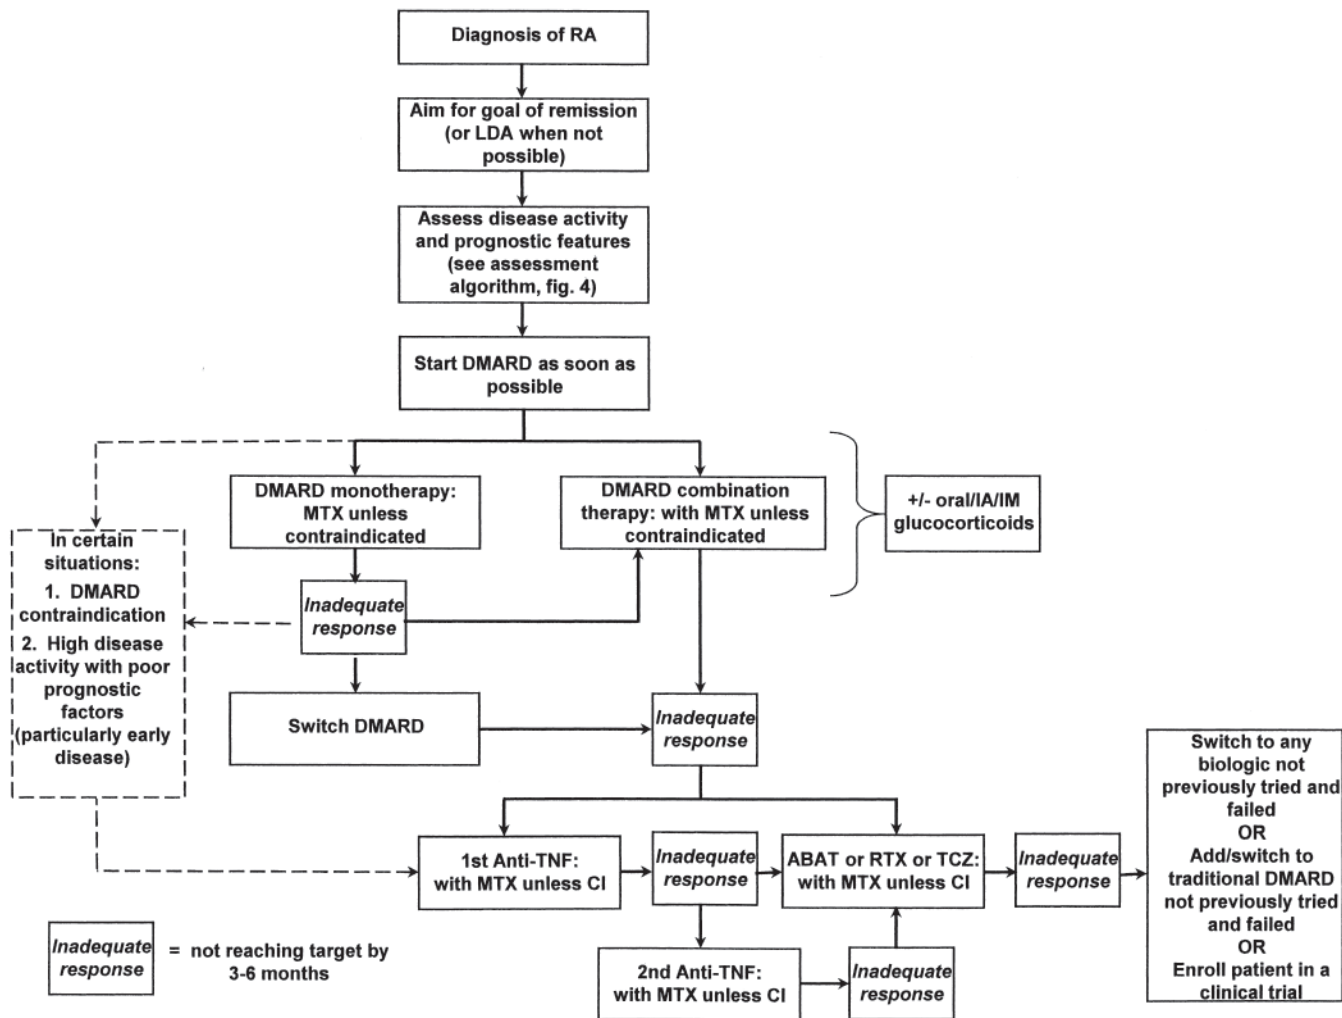 Diagnosis of RA
Aim for goal of remission
(or LDA when not
possible)
Assess disease activity
and prognostic features
(see assessment
algorithm, fig. 4)
Start DMARD as soon as
possible
DMARD monotherapy:
MTX unless
contraindicated
DMARD combination
therapy: with MTX unless
contraindicated
+/- oral/IA/IM
glucocorticoids
In certain
situations:
1. DMARD
contraindication
2. High disease
activity with poor
prognostic
factors
(particularly early
disease)
Inadequate
response
Switch DMARD
Inadequate
response
1st Anti-TNF:
with MTX unless CI
Inadequate
response
ABAT or RTX or TCZ:
with MTX unless CI
Inadequate
response
Switch to any
biologic not
previously tried and
failed
OR
Add/switch to
traditional DMARD
not previously tried
and failed
OR
Enroll patient in a
clinical trial
2nd Anti-TNF:
with MTX unless CI
Inadequate
response
Inadequate
response
= not reaching target by
3-6 months